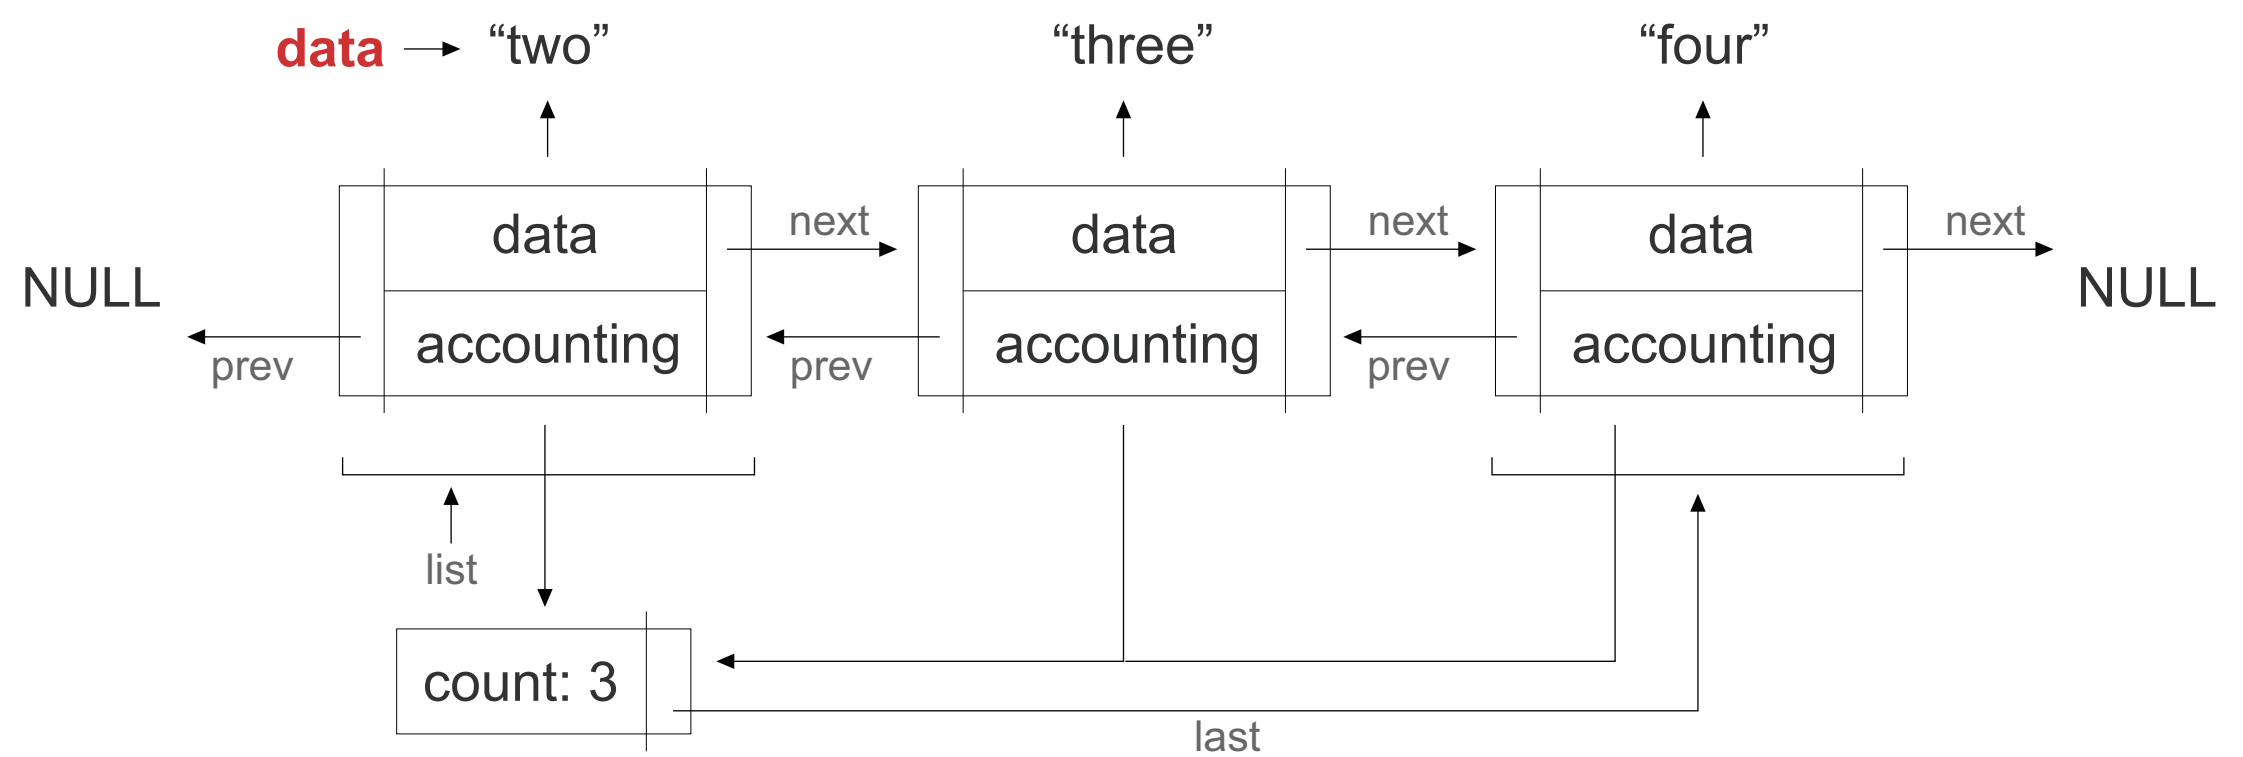 data “two” “three” “four”
data next data next data next
NULL NULL
accounting accounting accounting
prev prev prev
list
count: 3
last